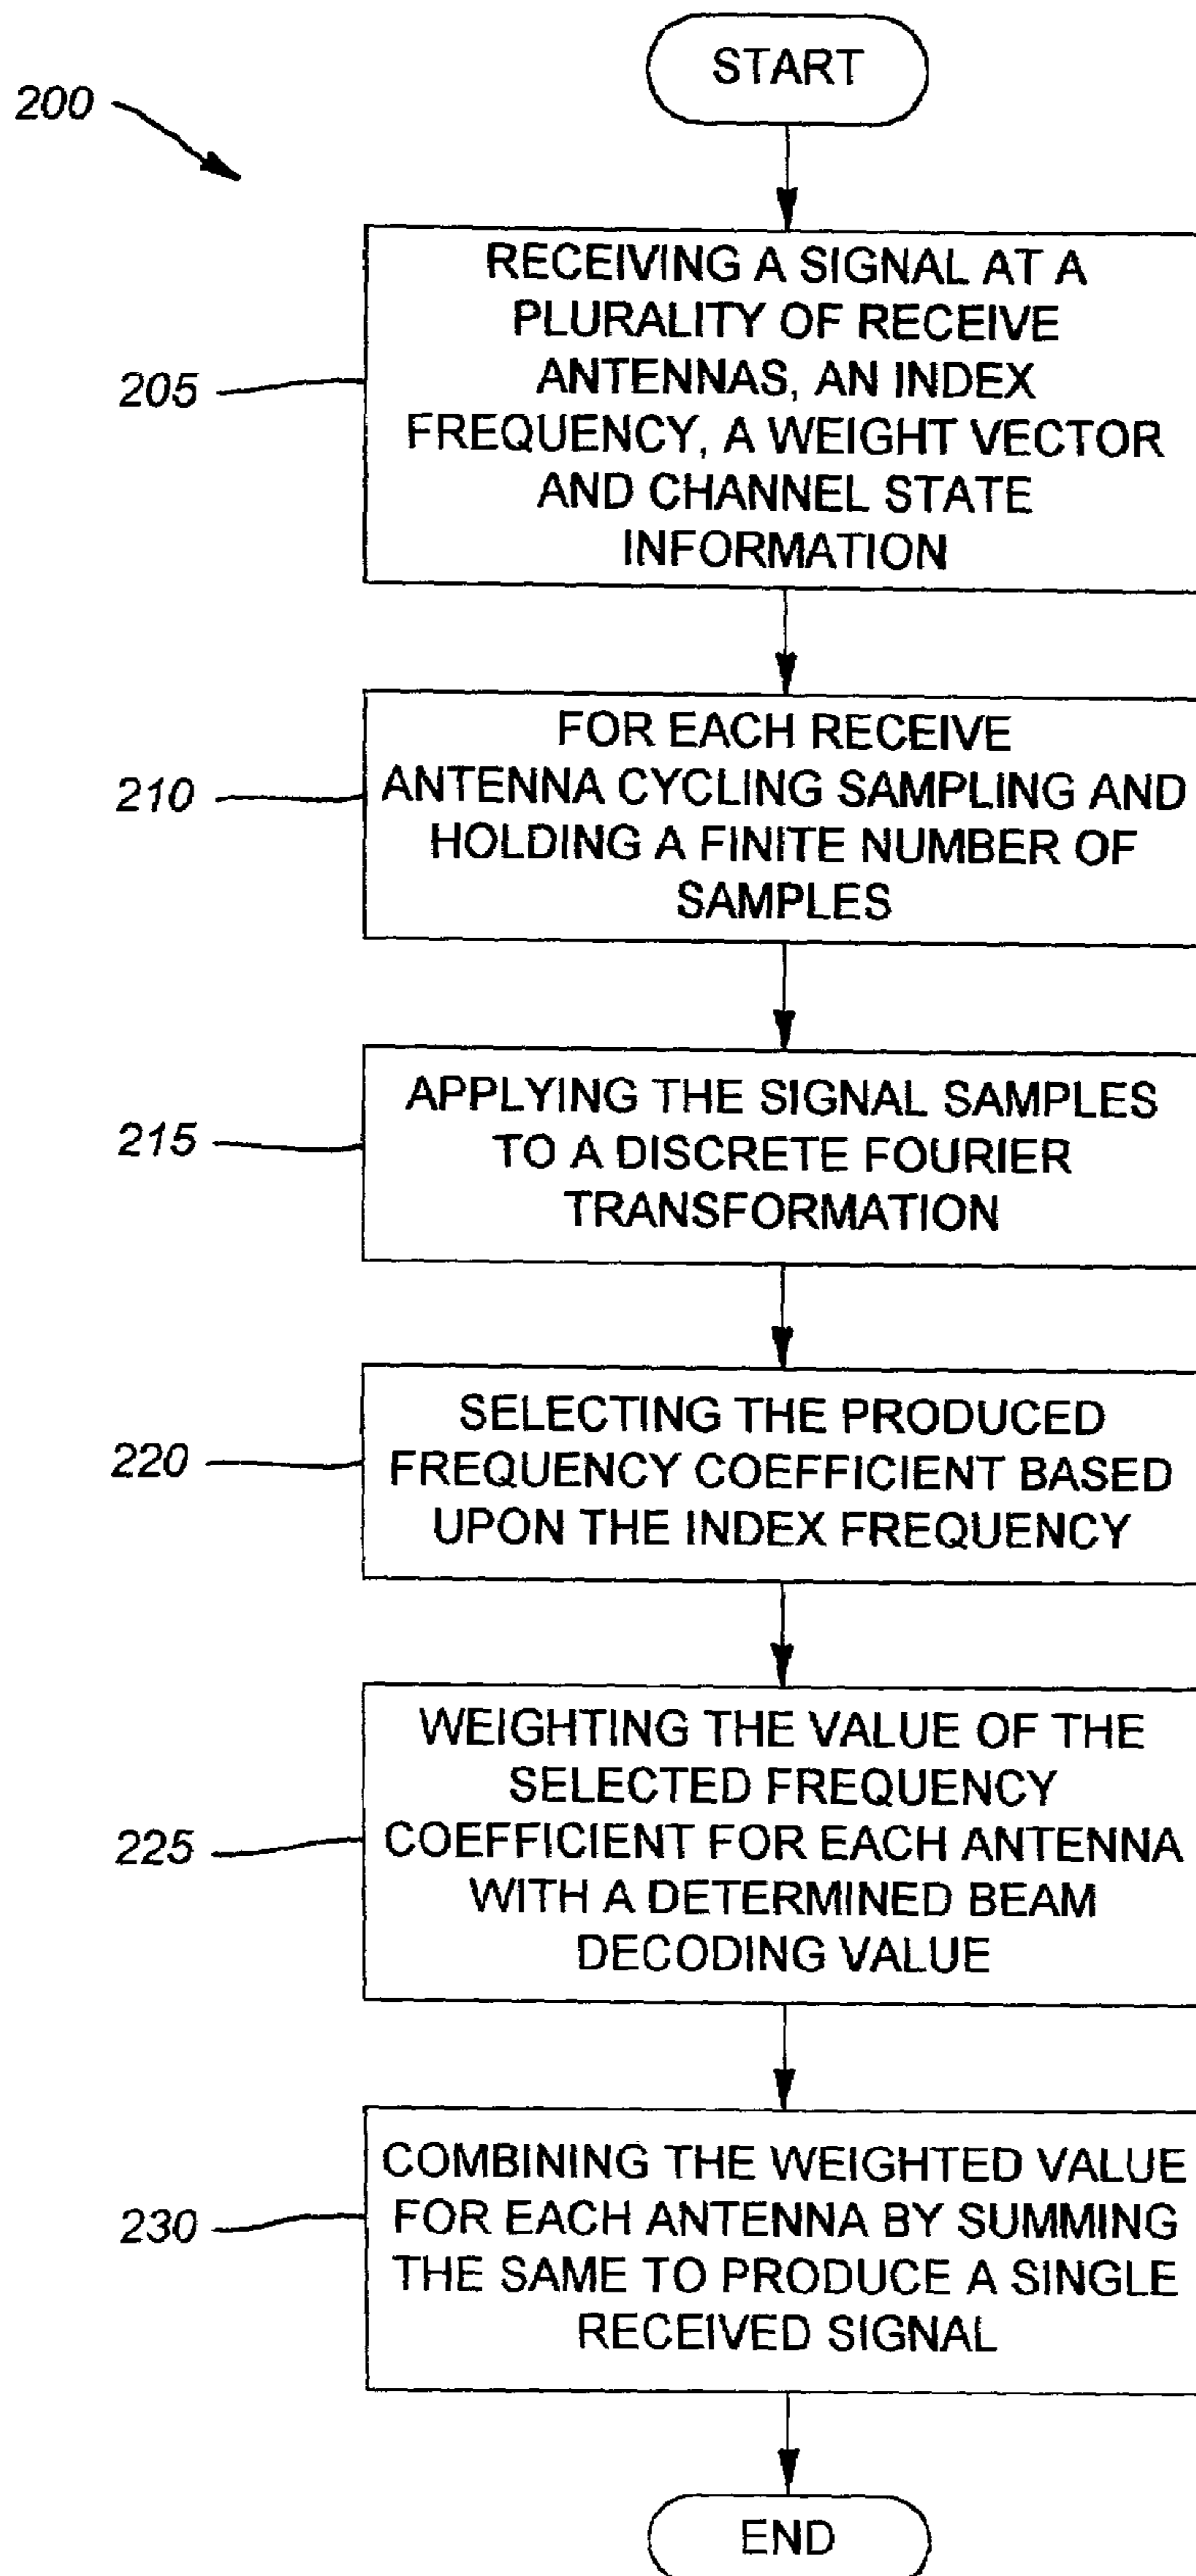 START
200
RECEIVING A SIGNAL AT A
PLURALITY OF RECEIVE
ANTENNAS, AN INDEX
FREQUENCY, A WEIGHT VECTOR
AND CHANNEL STATE
INFORMATION
205
FOR EACH RECEIVE
ANTENNA CYCLING SAMPLING AND
HOLDING A FINITE NUMBER OF
SAMPLES
210
APPLYING THE SIGNAL SAMPLES
TO A DISCRETE FOURIER
TRANSFORMATION
215
SELECTING THE PRODUCED
FREQUENCY COEFFICIENT BASED
UPON THE INDEX FREQUENCY
220
WEIGHTING THE VALUE OF THE
SELECTED FREQUENCY
COEFFICIENT FOR EACH ANTENNA
WITH A DETERMINED BEAM
DECODING VALUE
225
COMBINING THE WEIGHTED VALUE
FOR EACH ANTENNA BY SUMMING
THE SAME TO PRODUCE A SINGLE
RECEIVED SIGNAL
230
END